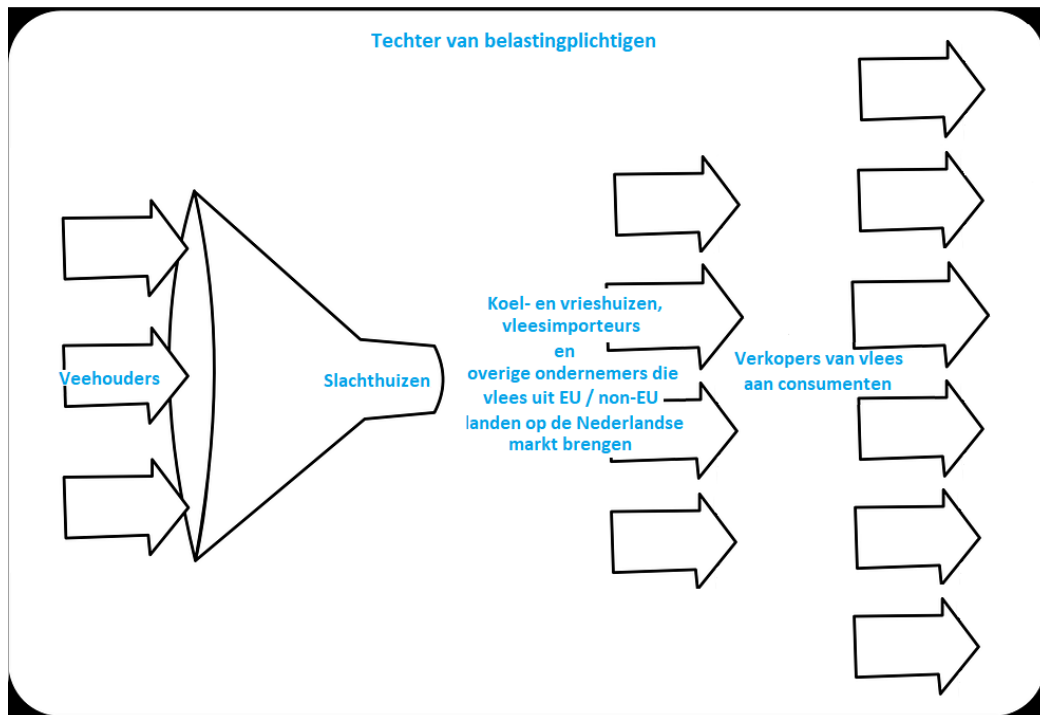 Techter van belastingplichtigen
Veehouders
Slachthuizen
Koel- en vrieshuizen,
vleesimporteurs
en
overige ondernemers die
vlees uit EU / non-EU
landen op de Nederlandse
markt brengen
Verkopers van vlees
aan consumenten